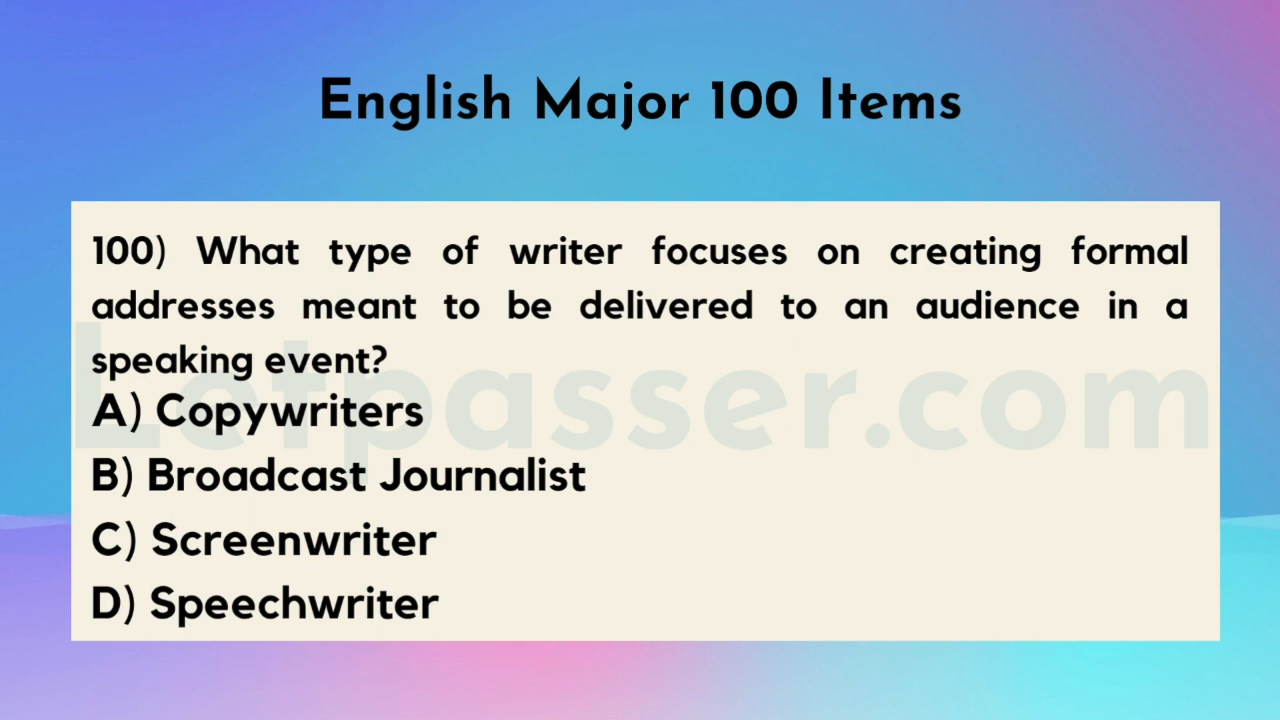 English Major 100 Items
100) What type of writer focuses on creating formal
addresses meant to be delivered to an audience in a
speaking event?
A) Copywriters
Letpasser.com
B) Broadcast Journalist
C) Screenwriter
D) Speechwriter